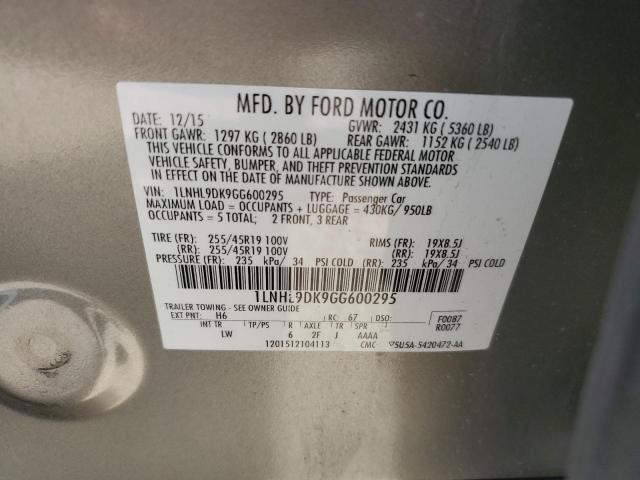 MFD. BY FORD MOTOR CO.
DATE: 12/15 GVWR: 2431 KG ( 5360 LB)
FRONT GAWR: 1297 KG ( 2860 LB) REAR GAWR: 1152 KG ( 2540 LB)
THIS VEHICLE CONFORMS TO ALL APPLICABLE FEDERAL MOTOR
VEHICLE SAFETY, BUMPER, AND THEFT PREVENTION STANDARDS
IN EFFECT ON THE DATE OF MANUFACTURE SHOWN ABOVE.
VIN: 1LNHL9DK9GG600295 TYPE: Passenger Car
MAXIMUM LOAD = OCCUPANTS + LUGGAGE = 430KG/ 950LB
OCCUPANTS = 5 TOTAL; 2 FRONT, 3 REAR
TIRE (FR): 255/45R19 100V RIMS (FR): 19X8.5J
(RR): 255/45R19 100V (RR): 19X8.5J
PRESSURE (FR): 235 kPa/ 34 PSI COLD (RR): 235 kPa/ 34 PSI COLD
1LNHL9DK9GG600295
TRAILER TOWING - SEE OWNER GUIDE
EXT PNT: H6 RC: 67 DSO: F0087
R0077
INT TR TP/PS R AXLE TR SPR
LW 6 2F J AAAA
1201512104113 CMC 5U5A-5420472-AA